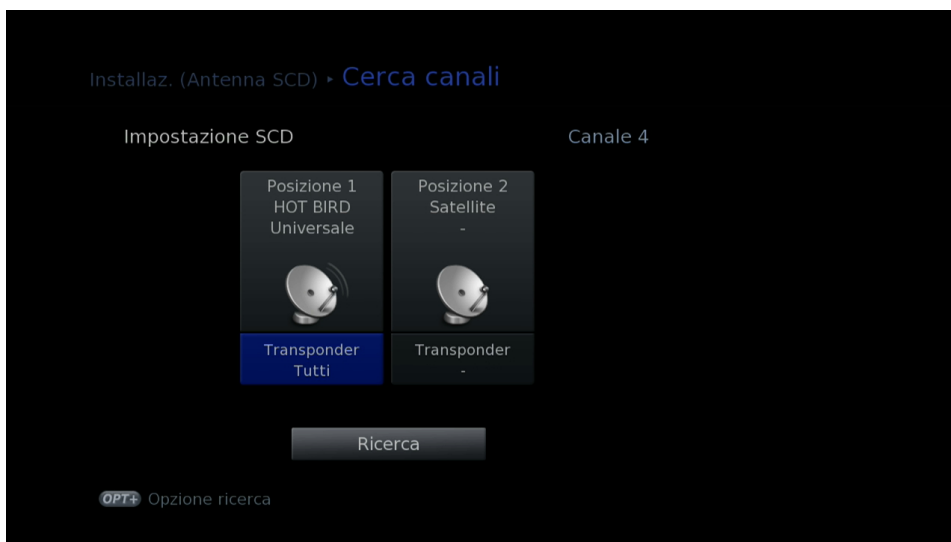 Installaz. (Antenna SCD) ▸ Cerca canali
Impostazione SCD
Canale 4
Posizione 1
HOT BIRD
Universale
Posizione 2
Satellite
-
Transponder
Tutti
Transponder
-
Ricerca
OPT+ Opzione ricerca